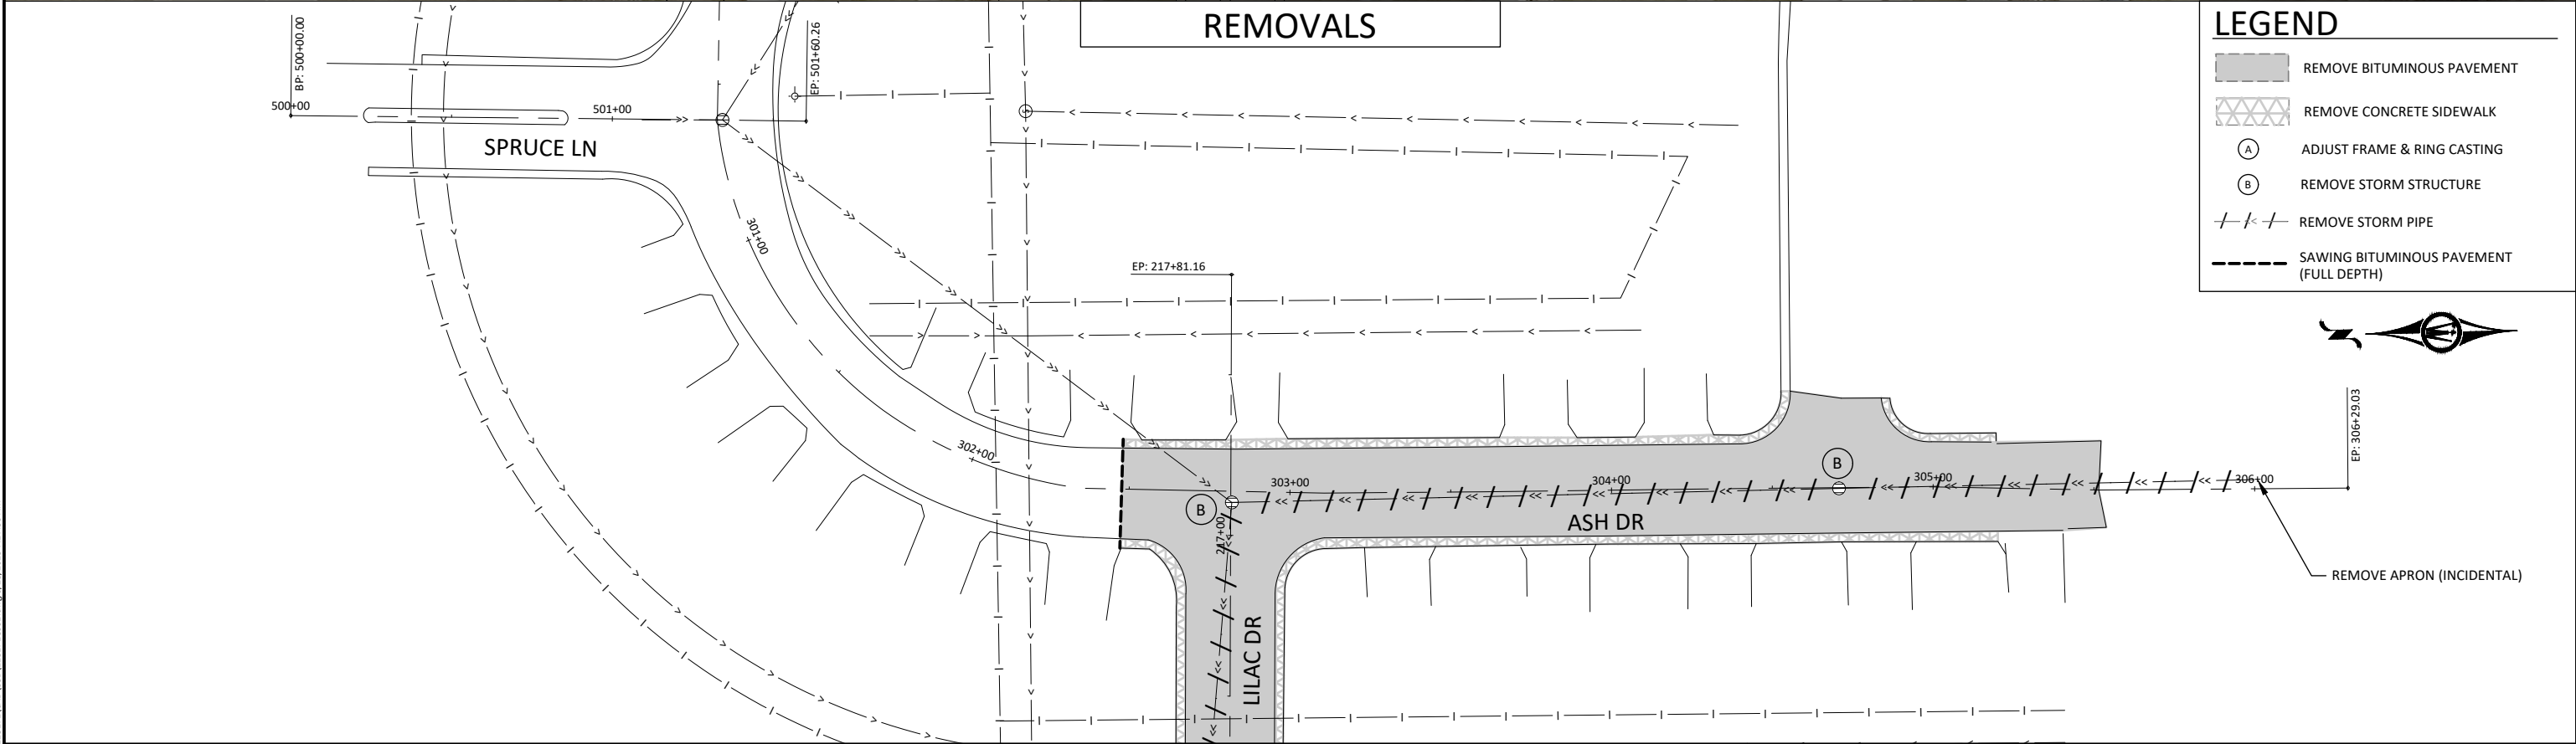 REMOVALS
LEGEND
REMOVE BITUMINOUS PAVEMENT
REMOVE CONCRETE SIDEWALK
A ADJUST FRAME & RING CASTING
B REMOVE STORM STRUCTURE
REMOVE STORM PIPE
SAWING BITUMINOUS PAVEMENT
(FULL DEPTH)
BP: 500+00.00
500+00
501+00
EP: 501+60.26
SPRUCE LN
301+00
EP: 217+81.16
302+00
B
217+00
303+00
304+00
B
305+00
306+00
EP: 306+29.03
ASH DR
LILAC DR
REMOVE APRON (INCIDENTAL)